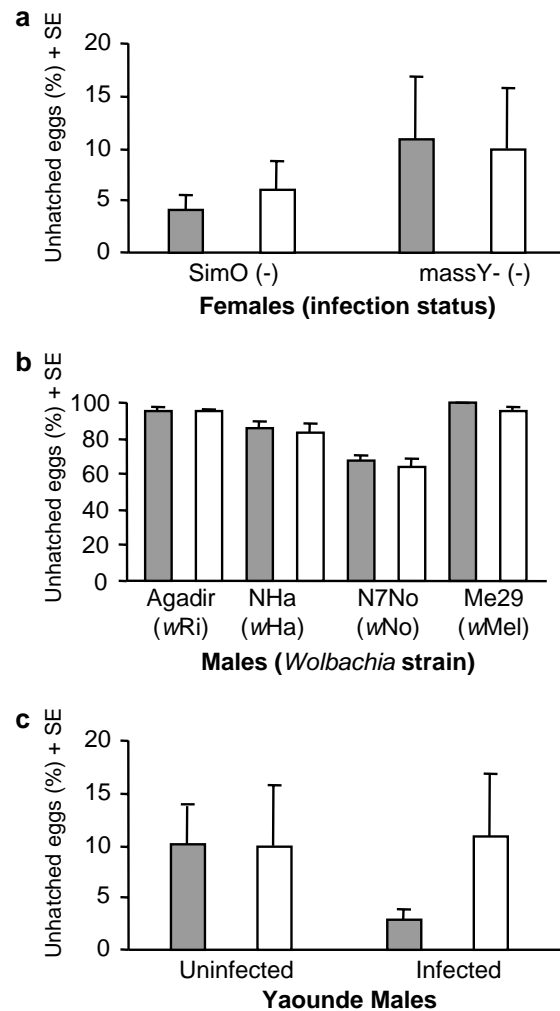 a
Unhatched eggs (%) + SE
20
15
10
5
0
SimO (-) massY- (-)
Females (infection status)
b
Unhatched eggs (%) + SE
100
80
60
40
20
0
Agadir NHa N7No Me29
(wRi) (wHa) (wNo) (wMel)
Males (Wolbachia strain)
c
Unhatched eggs (%) + SE
20
15
10
5
0
Uninfected Infected
Yaounde Males